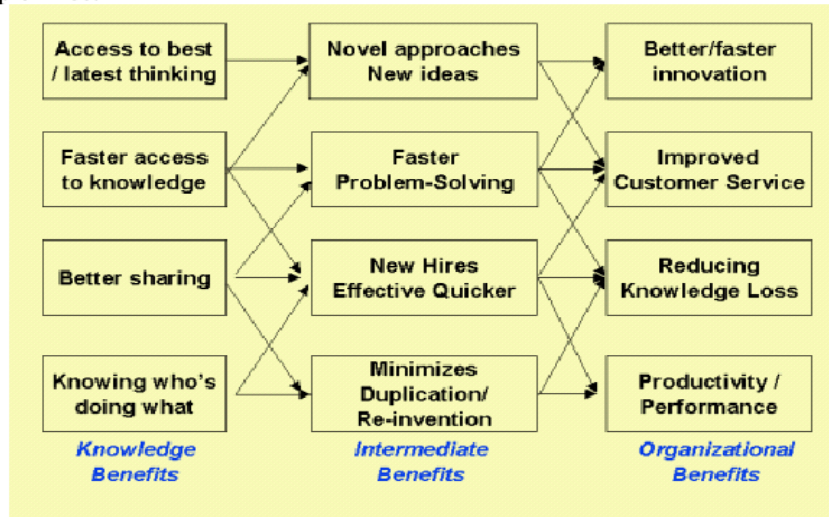 Access to best
/ latest thinking
Novel approaches
New ideas
Better/faster
innovation
Faster access
to knowledge
Faster
Problem-Solving
Improved
Customer Service
Better sharing
New Hires
Effective Quicker
Reducing
Knowledge Loss
Knowing who's
doing what
Minimizes
Duplication/
Re-invention
Productivity /
Performance
Knowledge
Benefits
Intermediate
Benefits
Organizational
Benefits